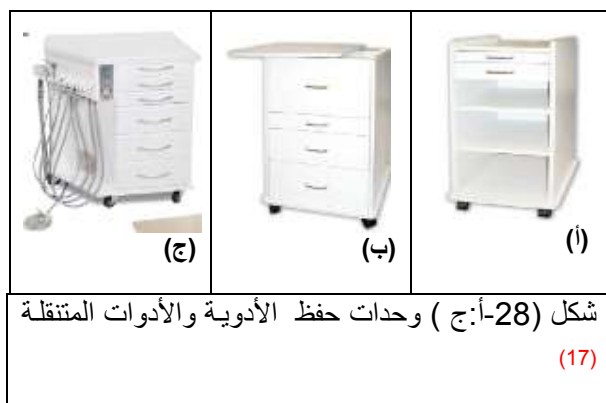 (أ)
(ب)
(ج)
شكل (28-أ:ج ) وحدات حفظ الأدوية والأدوات المتنقلة
(17)